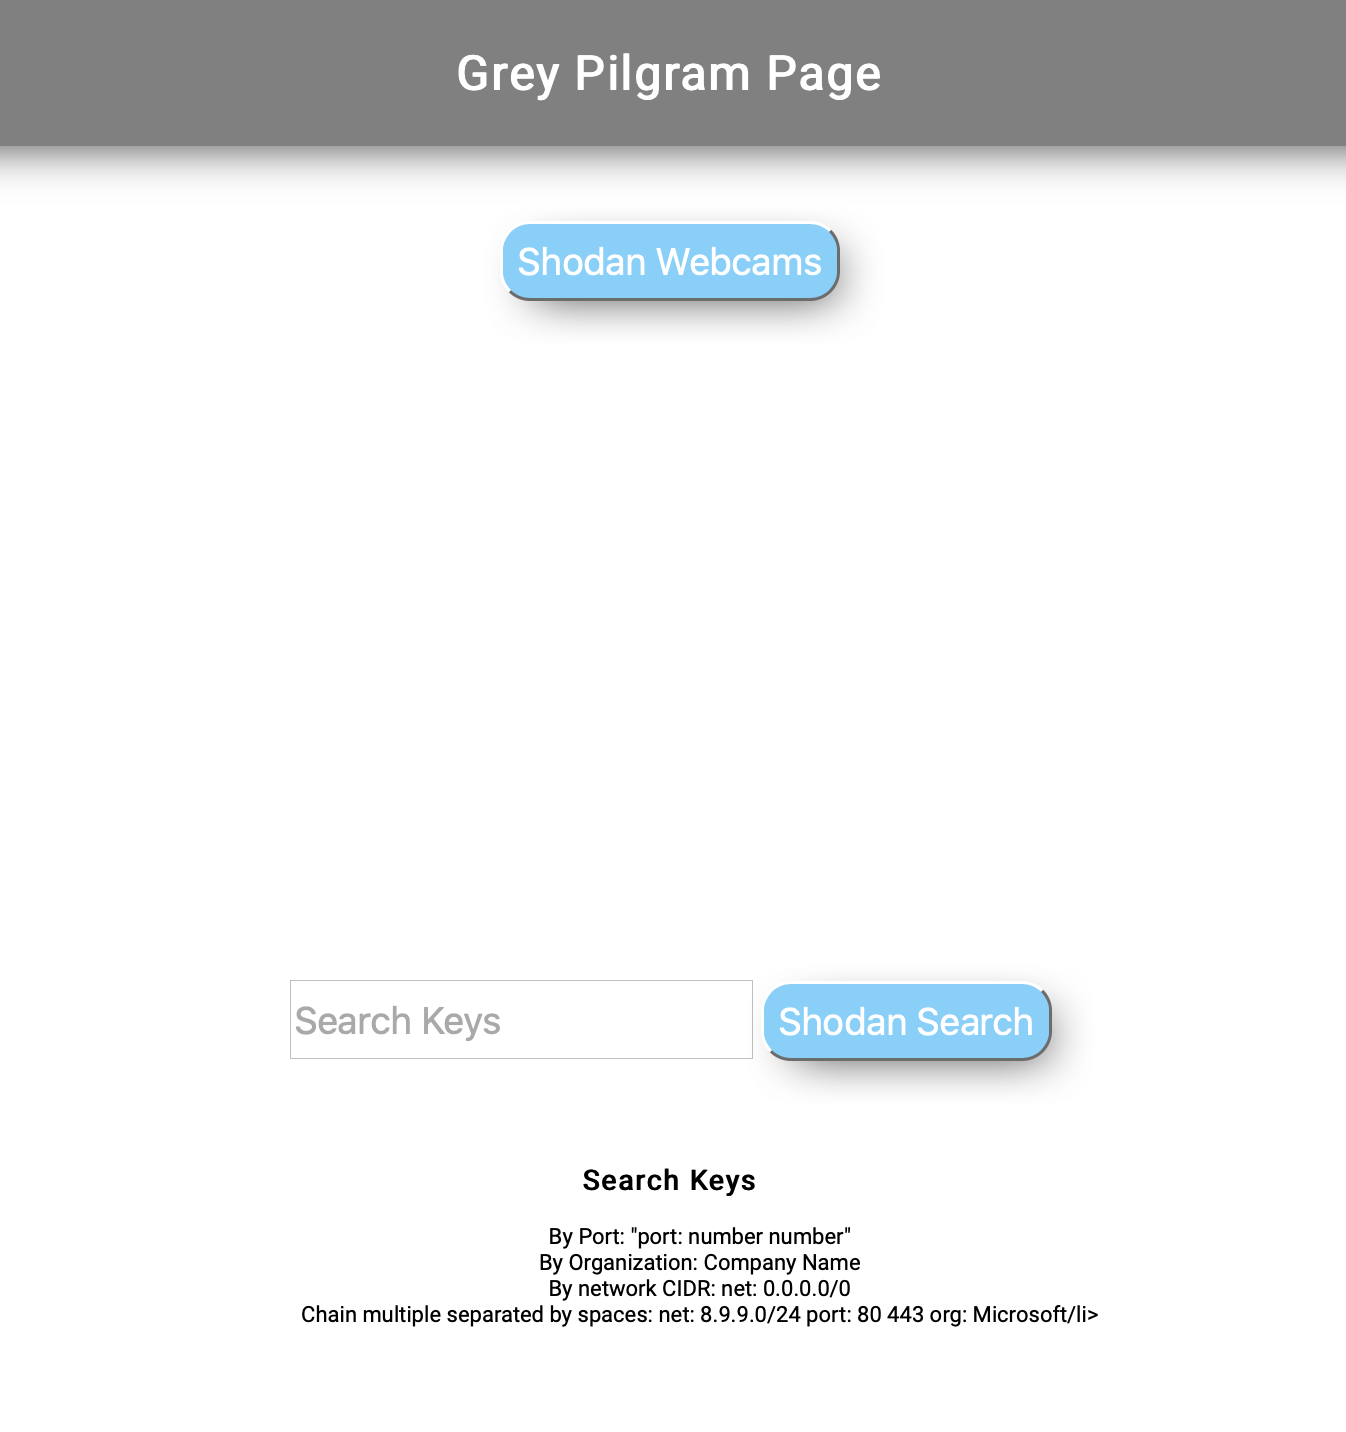 Grey Pilgram Page
Shodan Webcams
Search Keys
Shodan Search
Search Keys
By Port: "port: number number"
By Organization: Company Name
By network CIDR: net: 0.0.0.0/0
Chain multiple separated by spaces: net: 8.9.9.0/24 port: 80 443 org: Microsoft/li>